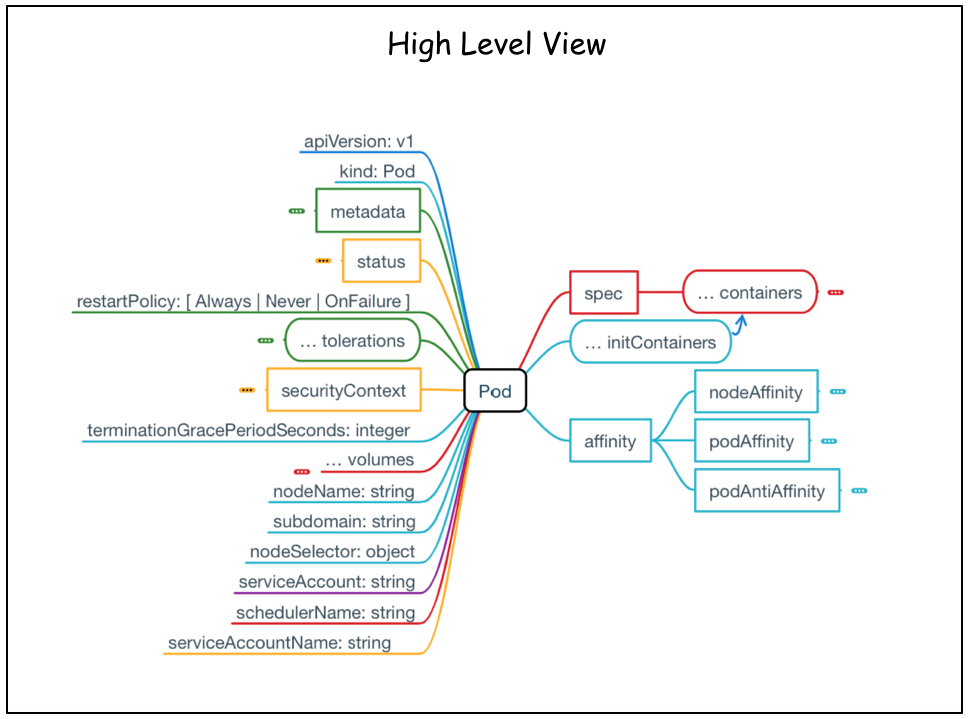 High Level View
apiVersion: v1
kind: Pod
metadata
status
restartPolicy: [ Always | Never | OnFailure ]
... tolerations
securityContext
terminationGracePeriodSeconds: integer
... volumes
nodeName: string
subdomain: string
nodeSelector: object
serviceAccount: string
schedulerName: string
serviceAccountName: string
Pod
spec
... containers
... initContainers
affinity
nodeAffinity
podAffinity
podAntiAffinity